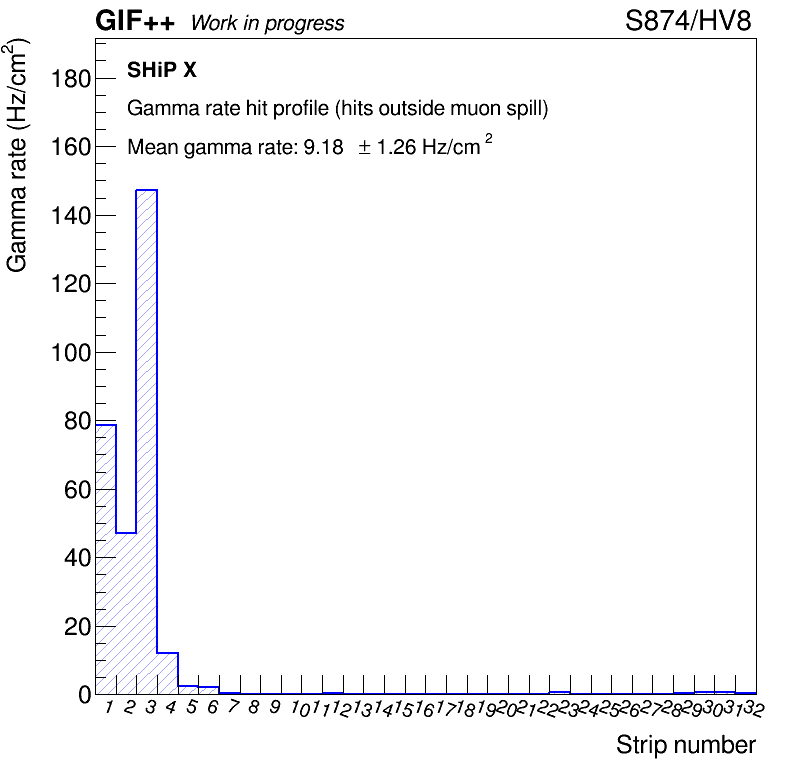 GIF++ Work in progress S874/HV8
SHiP X
Gamma rate hit profile (hits outside muon spill)
Mean gamma rate: 9.18 ± 1.26 Hz/cm²
Gamma rate (Hz/cm²)
180
160
140
120
100
80
60
40
20
0
1 2 3 4 5 6 7 8 9 10 11 12 13 14 15 16 17 18 19 20 21 22 23 24 25 26 27 28 29 30 31 32
Strip number